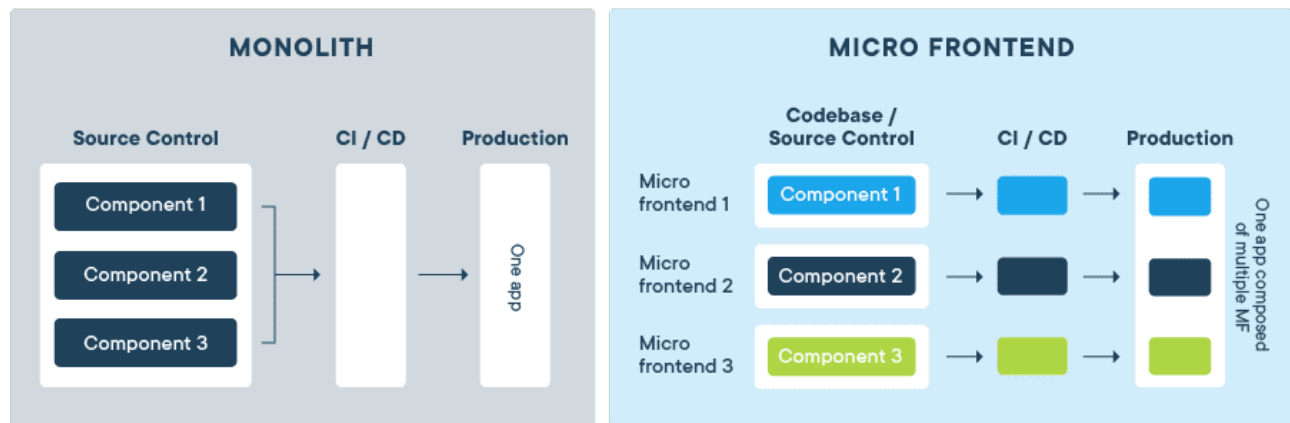 MONOLITH
Source Control
CI / CD
Production
Component 1
Component 2
Component 3
One app
MICRO FRONTEND
Codebase /
Source Control
CI / CD
Production
Micro
frontend 1
Component 1
Micro
frontend 2
Component 2
Micro
frontend 3
Component 3
One app composed
of multiple MF